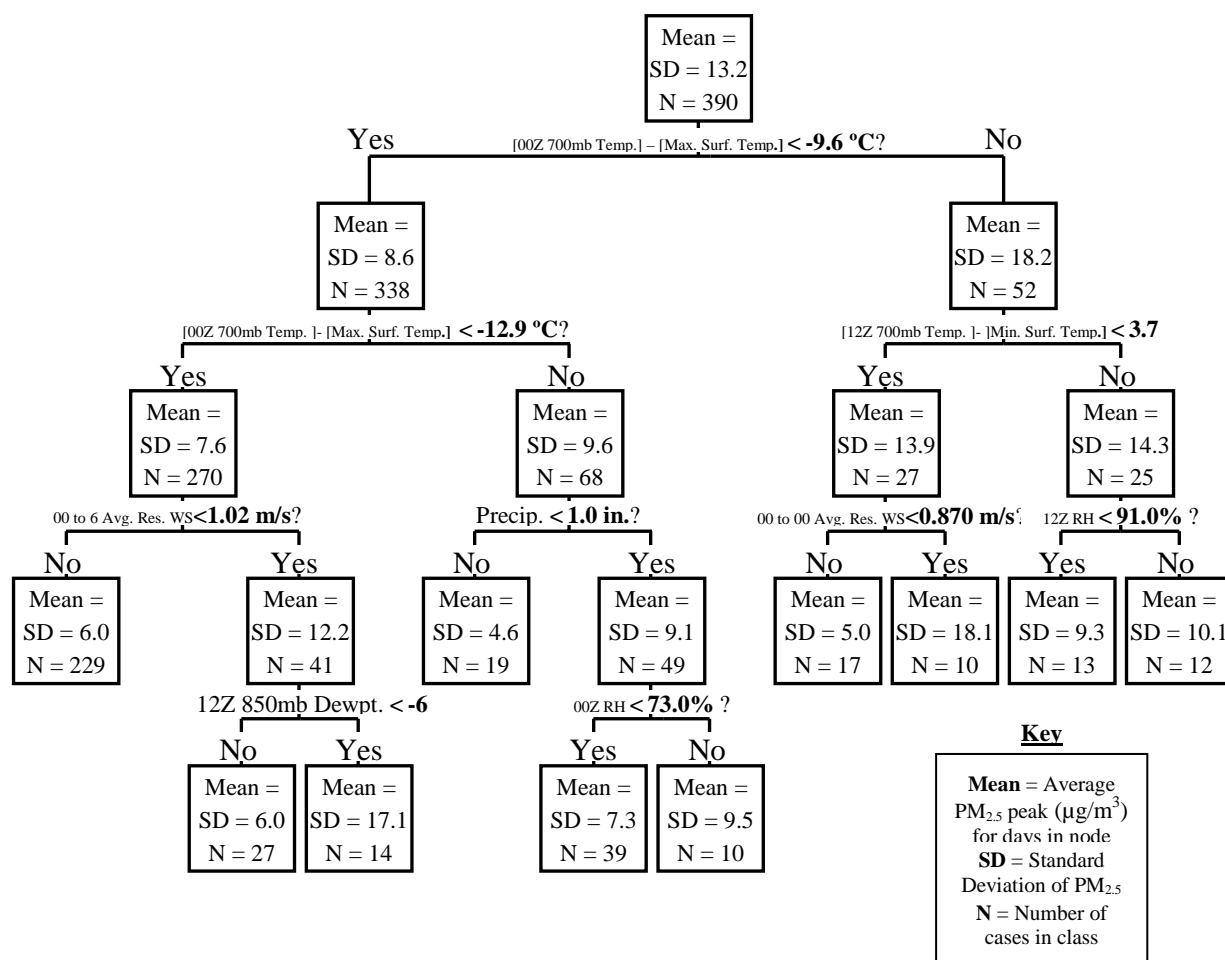 Mean =
SD = 13.2
N = 390
Yes
[00Z 700mb Temp.] – [Max. Surf. Temp.] < -9.6 ºC?
No
Mean =
SD = 8.6
N = 338
Mean =
SD = 18.2
N = 52
[00Z 700mb Temp. ]- [Max. Surf. Temp.] < -12.9 ºC?
[12Z 700mb Temp. ]- ]Min. Surf. Temp.] < 3.7
Yes
No
Yes
No
Mean =
SD = 7.6
N = 270
Mean =
SD = 9.6
N = 68
Mean =
SD = 13.9
N = 27
Mean =
SD = 14.3
N = 25
00 to 6 Avg. Res. WS<1.02 m/s?
Precip. < 1.0 in.?
00 to 00 Avg. Res. WS<0.870 m/s?
12Z RH < 91.0% ?
No
Yes
No
Yes
No
Yes
Yes
No
Mean =
SD = 6.0
N = 229
Mean =
SD = 12.2
N = 41
Mean =
SD = 4.6
N = 19
Mean =
SD = 9.1
N = 49
Mean =
SD = 5.0
N = 17
Mean =
SD = 18.1
N = 10
Mean =
SD = 9.3
N = 13
Mean =
SD = 10.1
N = 12
12Z 850mb Dewpt. < -6
00Z RH < 73.0% ?
No
Yes
Yes
No
Mean =
SD = 6.0
N = 27
Mean =
SD = 17.1
N = 14
Mean =
SD = 7.3
N = 39
Mean =
SD = 9.5
N = 10
Key
Mean = Average
PM2.5 peak (µg/m³)
for days in node
SD = Standard
Deviation of PM2.5
N = Number of
cases in class